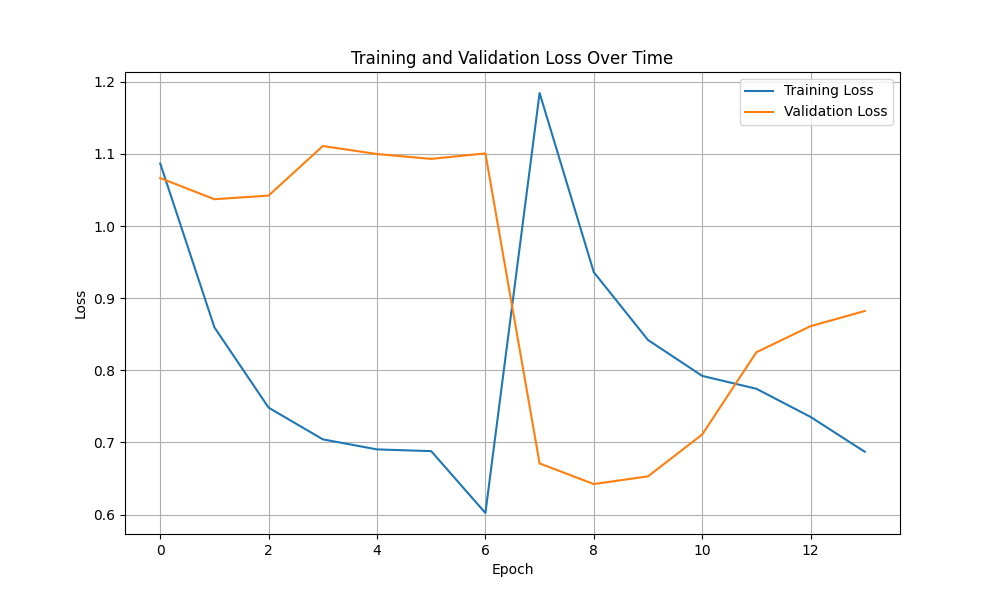 Training and Validation Loss Over Time
Training Loss
Validation Loss
1.2
1.1
1.0
0.9
0.8
0.7
0.6
Loss
0 2 4 6 8 10 12
Epoch